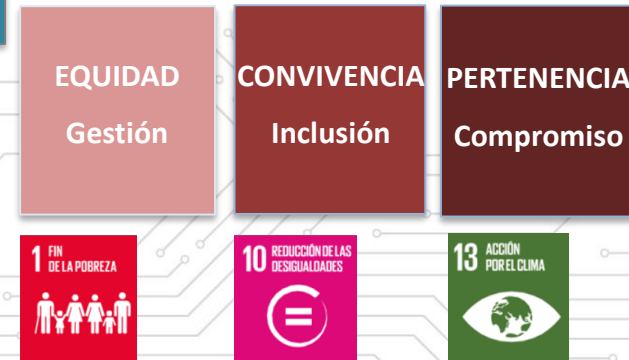 EQUIDAD
Gestión
CONVIVENCIA
Inclusión
PERTENENCIA
Compromiso
1 FIN
DE LA POBREZA
10 REDUCCIÓN DE LAS
DESIGUALDADES
13 ACCIÓN
POR EL CLIMA